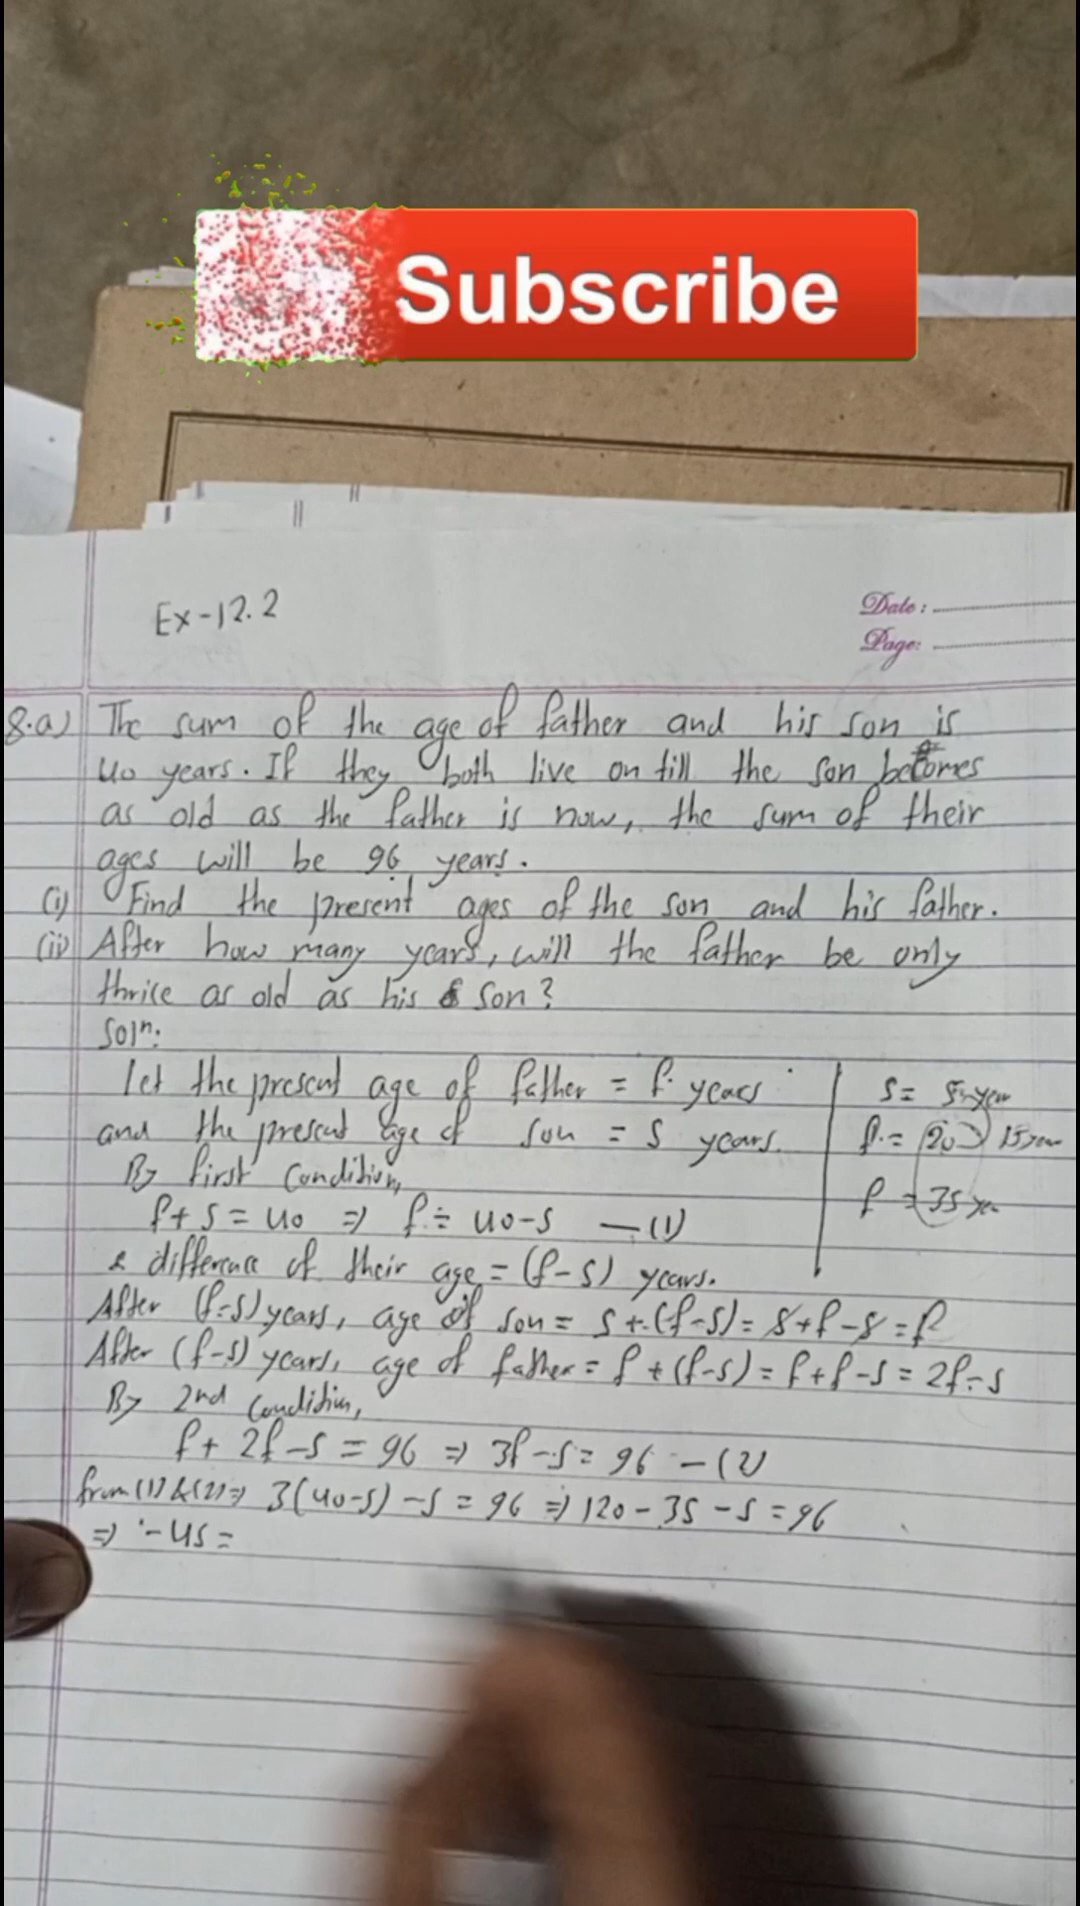 Subscribe
Ex-12.2
Date:
Page:
8.a) The sum of the age of father and his son is
40 years. If they both live on till the son becomes
as old as the father is now, the sum of their
ages will be 96 years.
(i) Find the present ages of the son and his father.
(ii) After how many years, will the father be only
thrice as old as his son?
Soln:
Let the present age of father = f years
and the present age of son = s years.
By first condition,
f+s=40 => f=40-s —(1)
& difference of their age = (f-s) years.
After (f-s) years, age of son = s+(f-s) = s+f-s = f
After (f-s) years, age of father = f+(f-s) = f+f-s = 2f-s
By 2nd condition,
f+2f-s=96 => 3f-s=96 —(2)
from (1) & (2) => 3(40-s)-s=96 => 120-3s-s=96
=> -4s=
s= 5 year
f = 20 15 year
f = 35